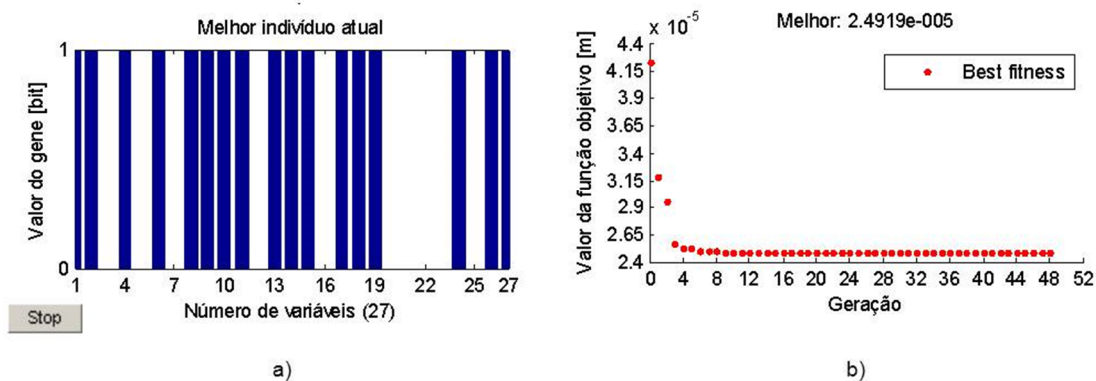 Melhor indivíduo atual
Valor do gene [bit]
1
0
1 4 7 10 13 16 19 22 25 27
Número de variáveis (27)
Stop
a)
x 10^-5
Melhor: 2.4919e-005
Valor da função objetivo [m]
4.4
4.15
3.9
3.65
3.4
3.15
2.9
2.65
2.4
Best fitness
0 4 8 12 16 20 24 28 32 36 40 44 48 52
Geração
b)